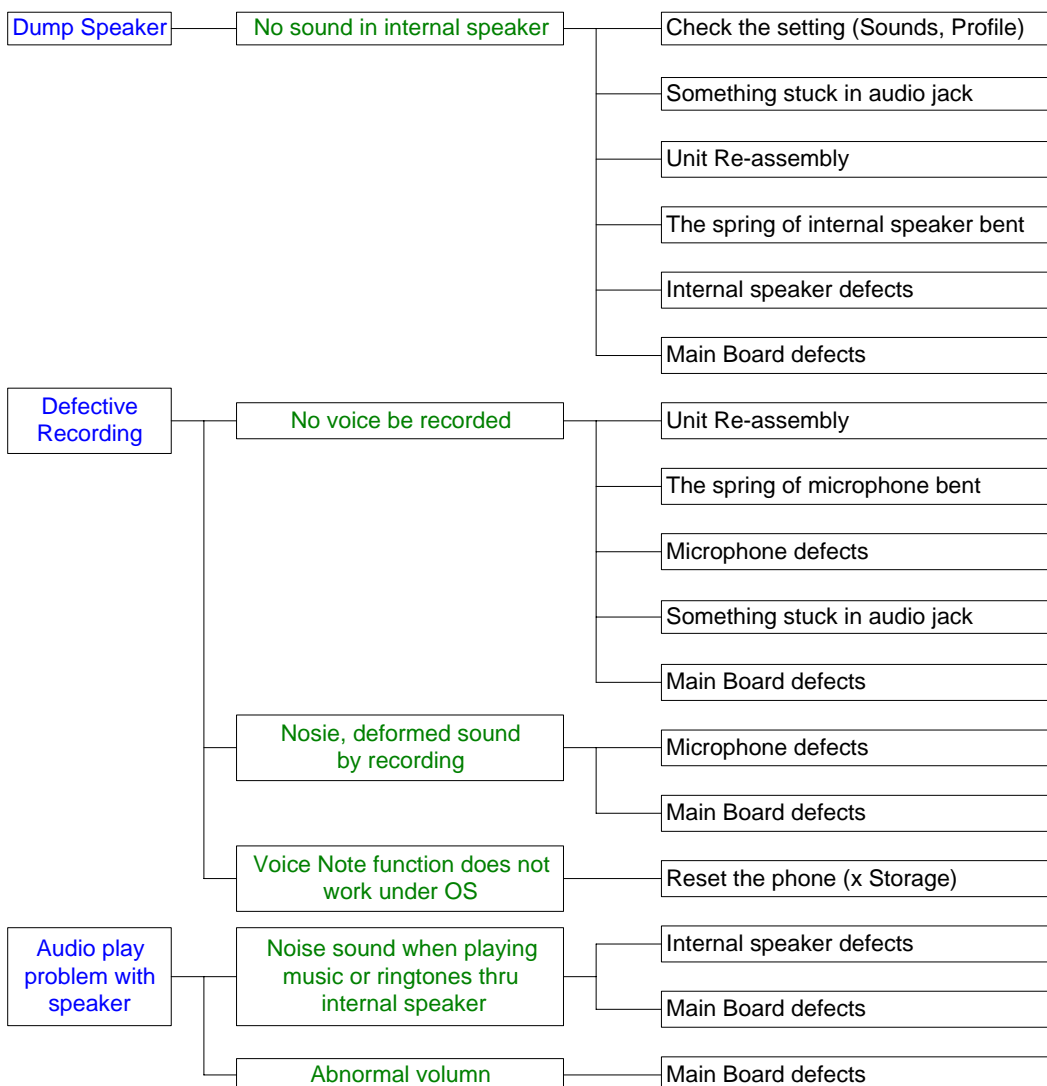 Dump Speaker
No sound in internal speaker
Check the setting (Sounds, Profile)
Something stuck in audio jack
Unit Re-assembly
The spring of internal speaker bent
Internal speaker defects
Main Board defects
Defective
Recording
No voice be recorded
Unit Re-assembly
The spring of microphone bent
Microphone defects
Something stuck in audio jack
Main Board defects
Nosie, deformed sound
by recording
Microphone defects
Main Board defects
Voice Note function does not
work under OS
Reset the phone (x Storage)
Audio play
problem with
speaker
Noise sound when playing
music or ringtones thru
internal speaker
Internal speaker defects
Main Board defects
Abnormal volumn
Main Board defects